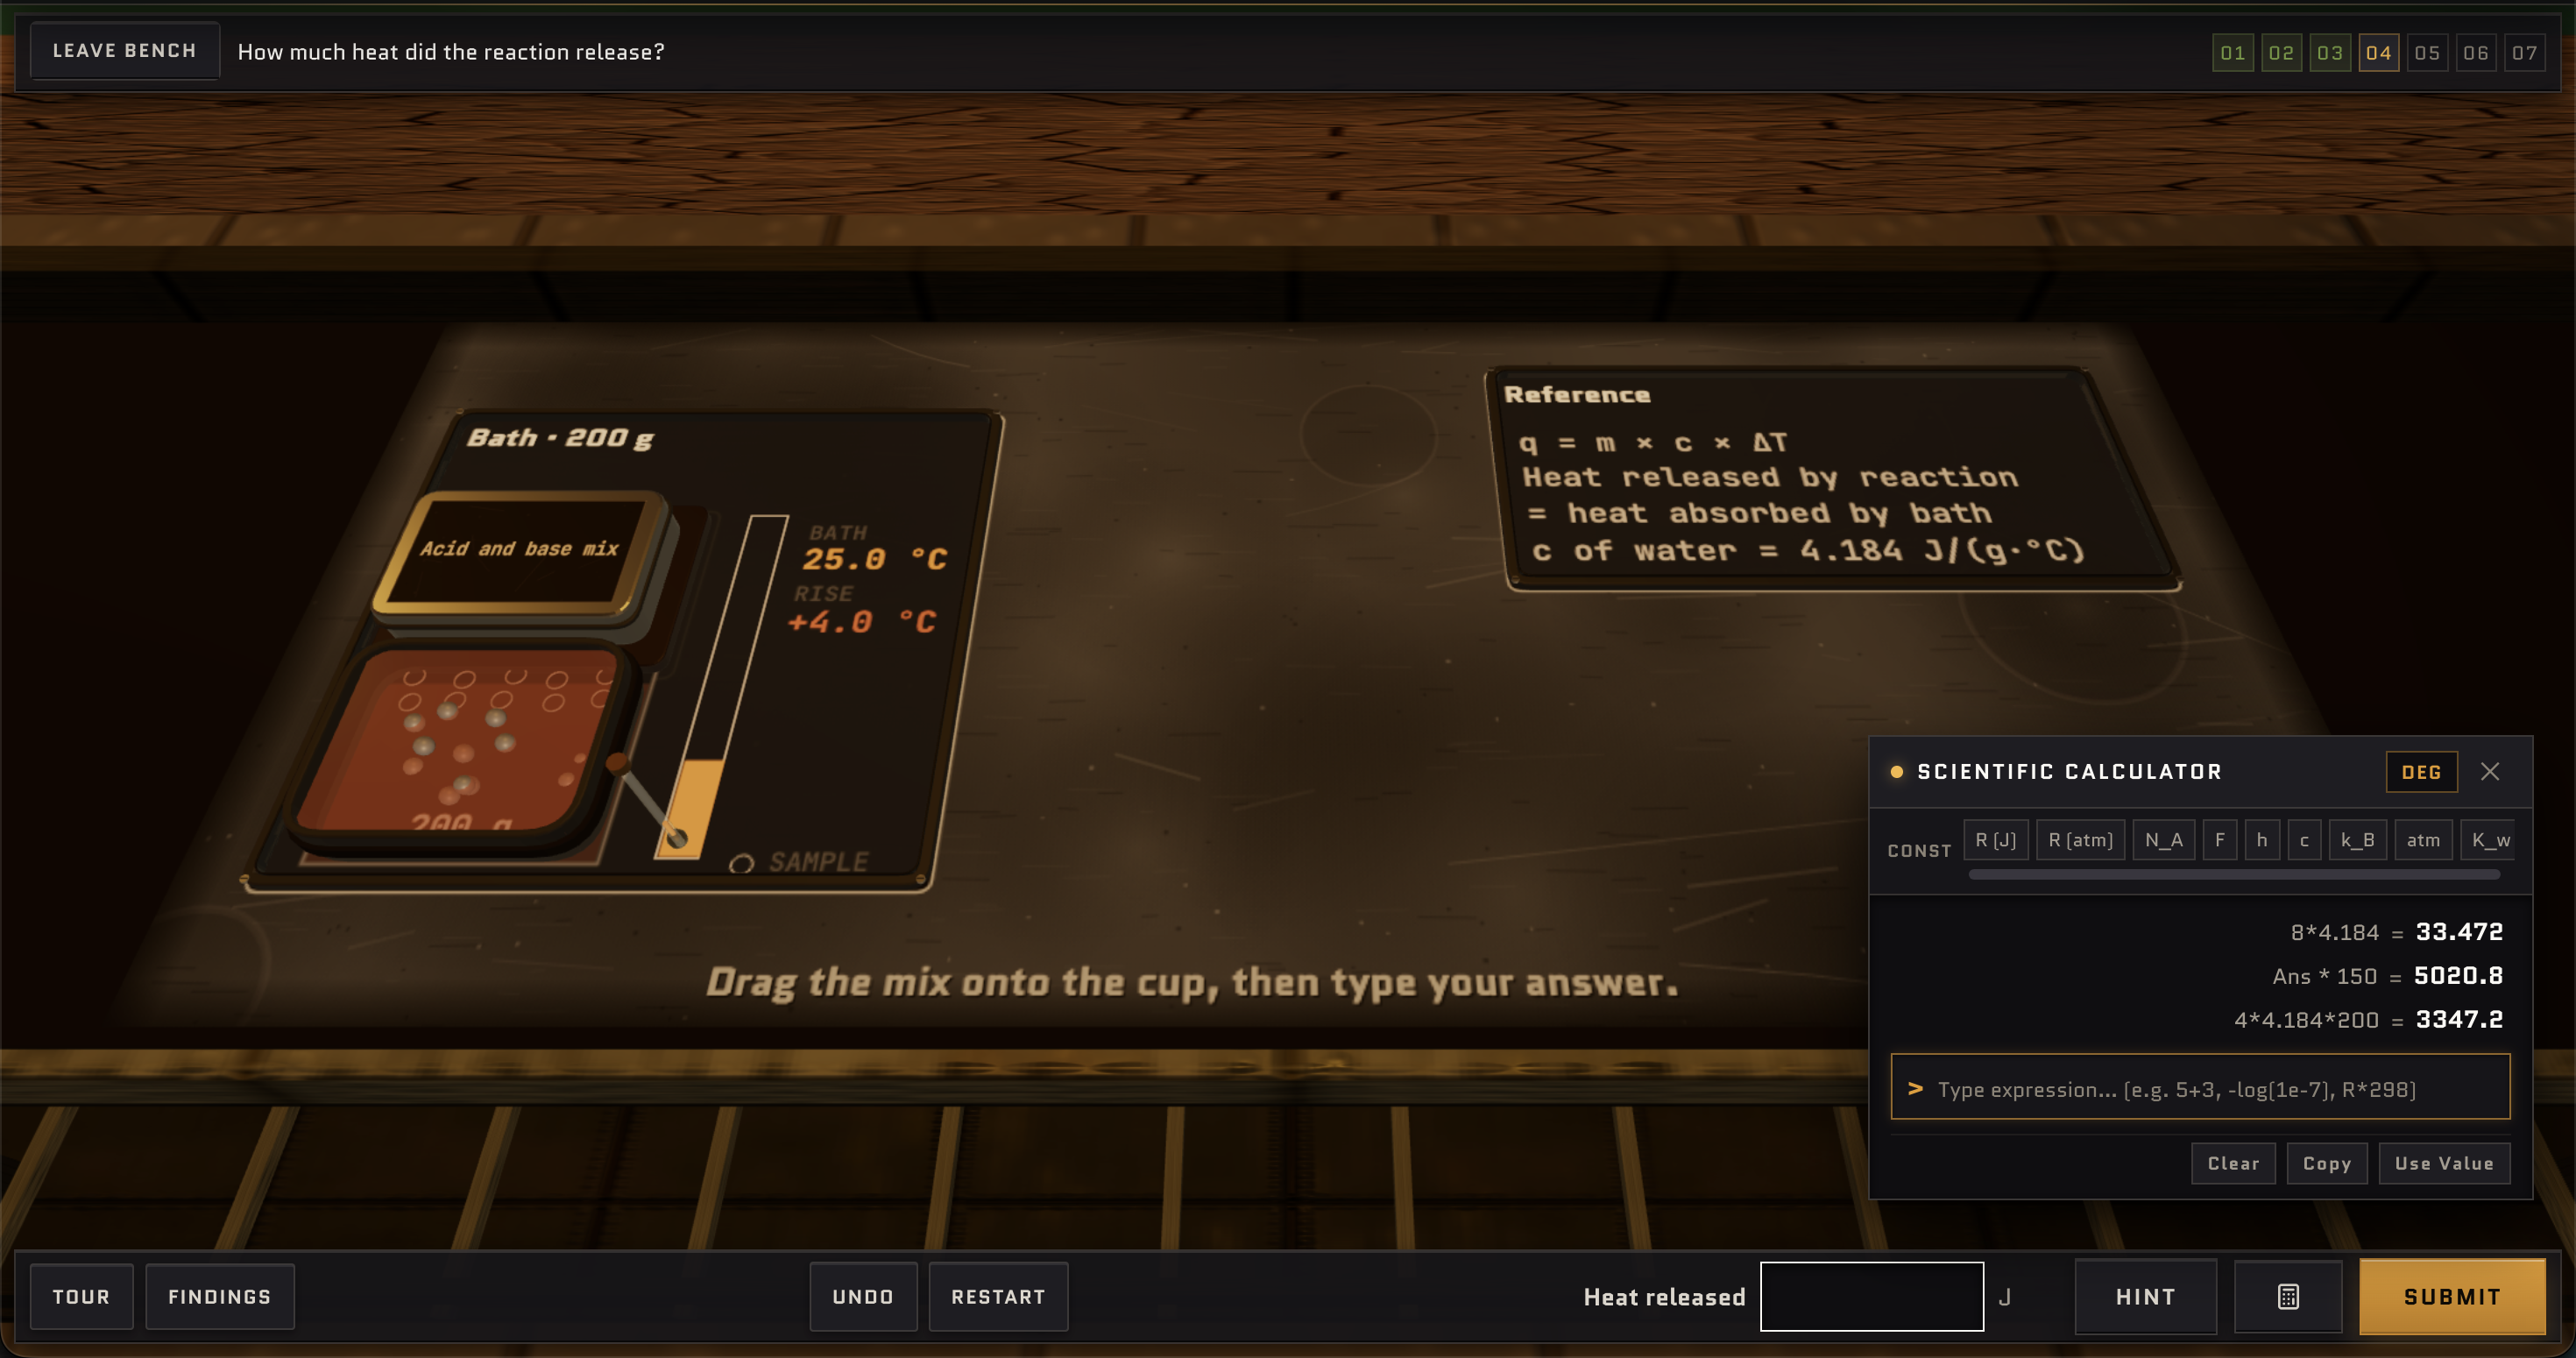 LEAVE BENCH
How much heat did the reaction release?
01 02 03 04 05 06 07
Bath · 200 g
Acid and base mix
BATH
25.0 °C
RISE
+4.0 °C
200 g
SAMPLE
Reference
q = m × c × ΔT
Heat released by reaction
= heat absorbed by bath
c of water = 4.184 J/(g·°C)
Drag the mix onto the cup, then type your answer.
SCIENTIFIC CALCULATOR
DEG
CONST
R (J) R (atm) N_A F h c k_B atm K_w
8*4.184 = 33.472
Ans * 150 = 5020.8
4*4.184*200 = 3347.2
> Type expression... (e.g. 5+3, -log(1e-7), R*298)
Clear Copy Use Value
TOUR
FINDINGS
UNDO
RESTART
Heat released
J
HINT
SUBMIT